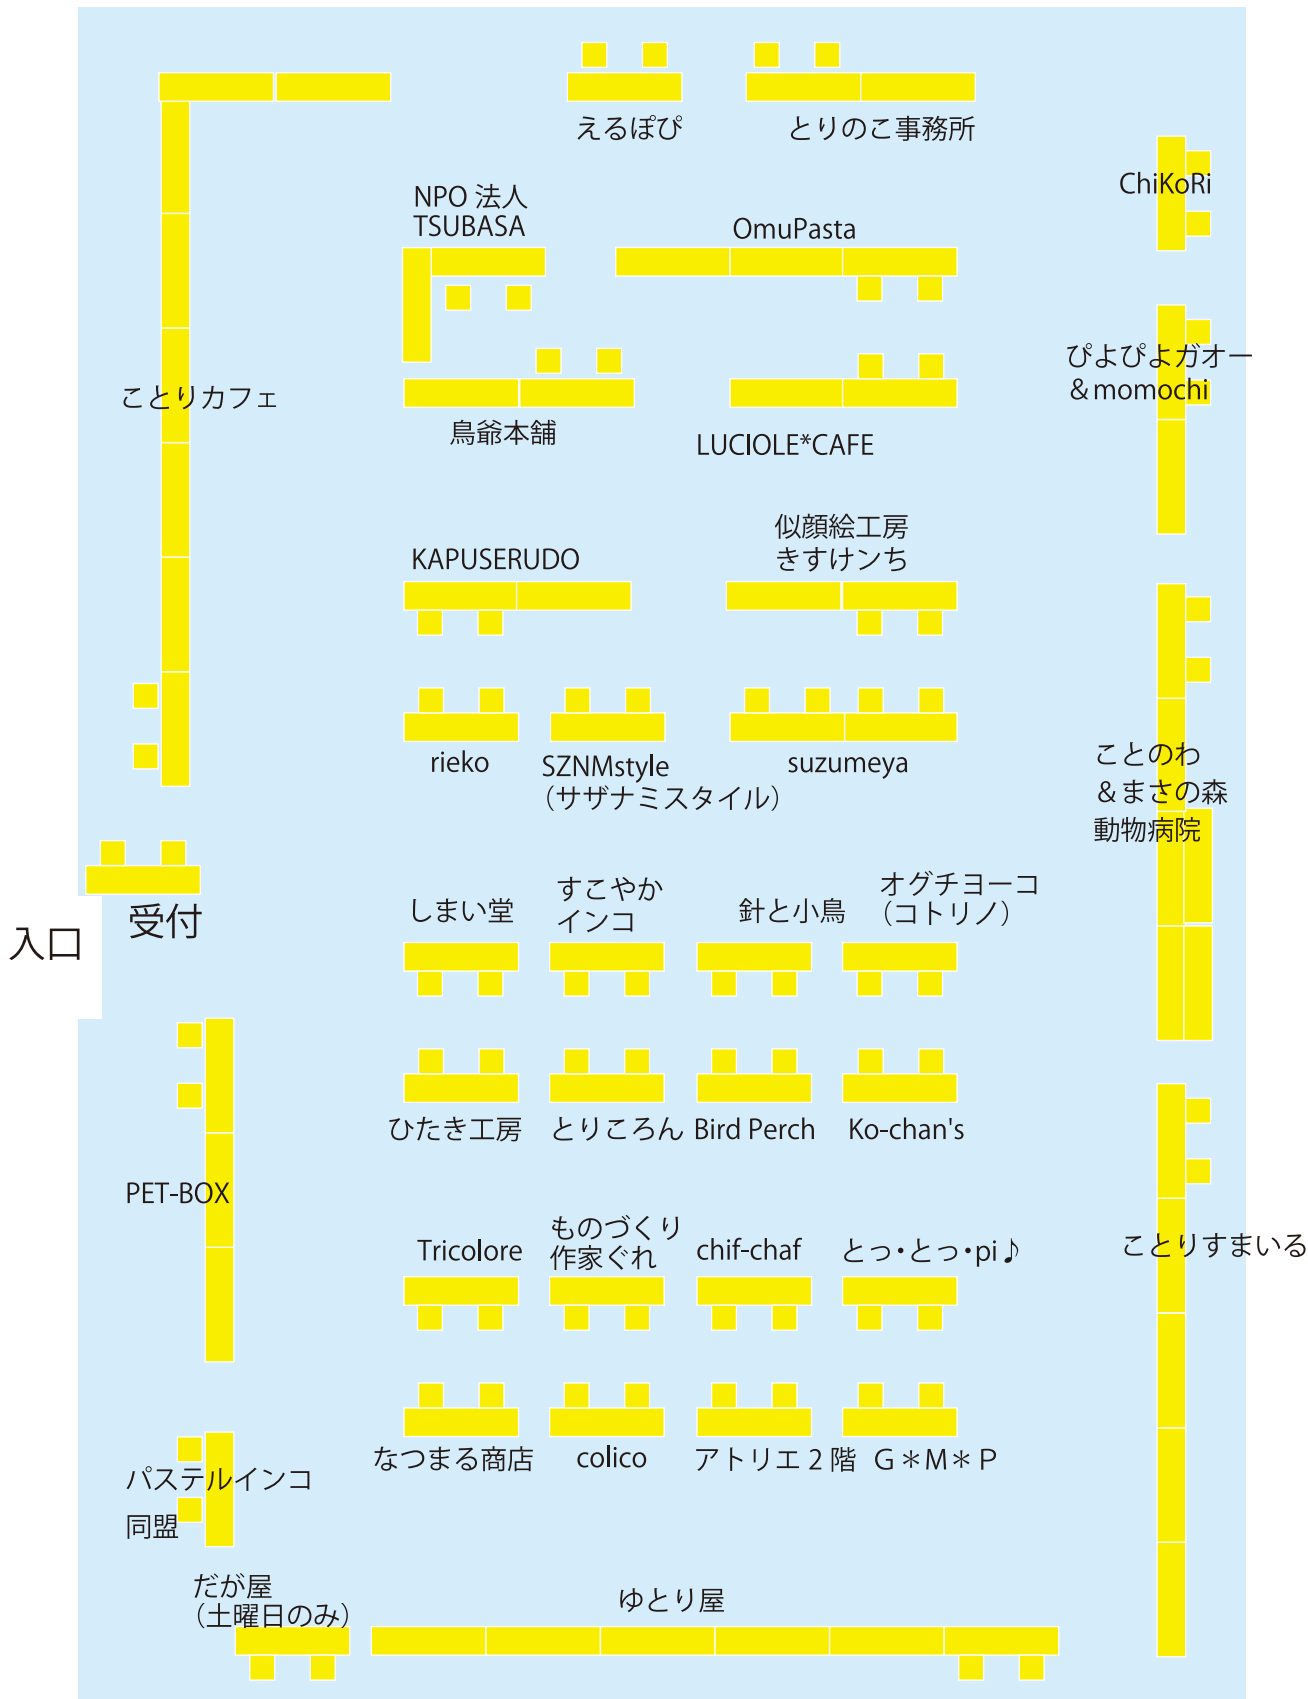 えるぽぴ
とりのこ事務所
ChiKoRi
NPO 法人
TSUBASA
OmuPasta
ぴよぴよガオー
＆momochi
ことりカフェ
鳥爺本舗
LUCIOLE*CAFE
似顔絵工房
きすけンち
KAPUSERUDO
rieko
SZNMstyle
（サザナミスタイル）
suzumeya
ことのわ
＆まさの森
動物病院
受付
入口
しまい堂
すこやか
インコ
針と小鳥
オグチヨーコ
（コトリノ）
ひたき工房
とりころん
Bird Perch
Ko-chan's
PET-BOX
Tricolore
ものづくり
作家ぐれ
chif-chaf
とっ・とっ・pi♪
ことりすまいる
なつまる商店
colico
アトリエ２階
G＊M＊P
パステルインコ
同盟
だが屋
（土曜日のみ）
ゆとり屋